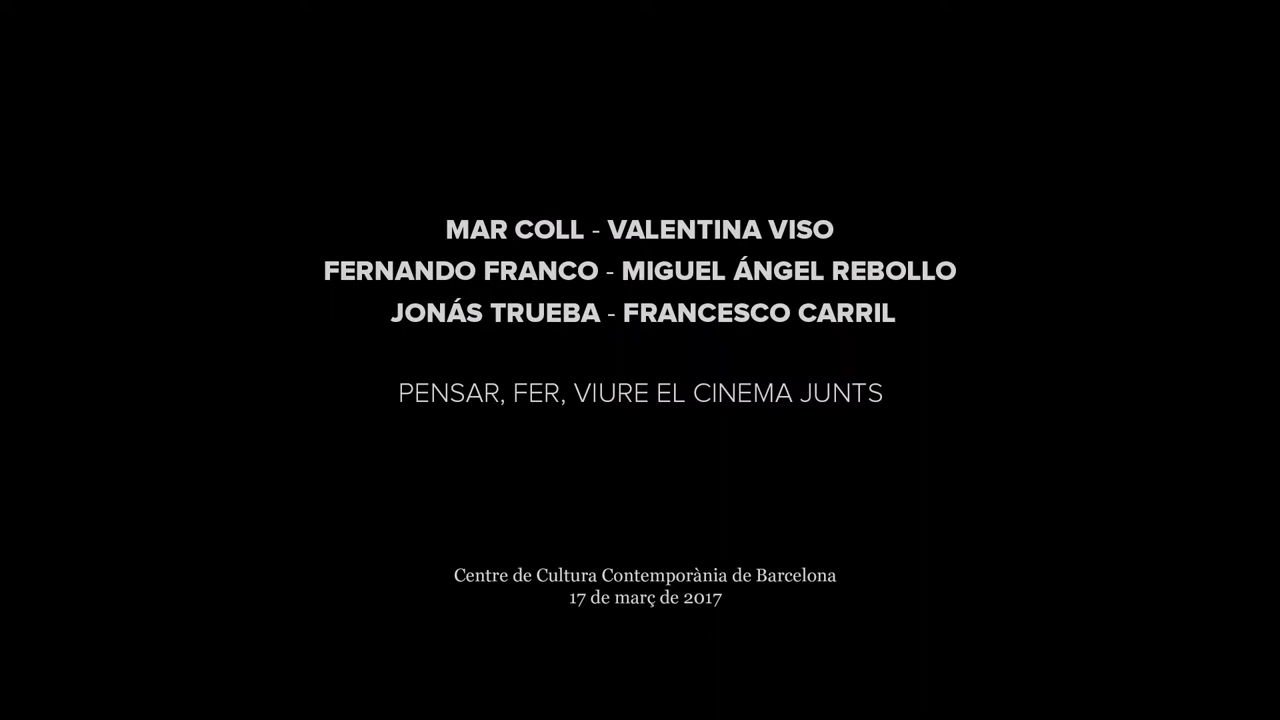 MAR COLL - VALENTINA VISO
FERNANDO FRANCO - MIGUEL ÁNGEL REBOLLO
JONÁS TRUEBA - FRANCESCO CARRIL
PENSAR, FER, VIURE EL CINEMA JUNTS
Centre de Cultura Contemporània de Barcelona
17 de març de 2017